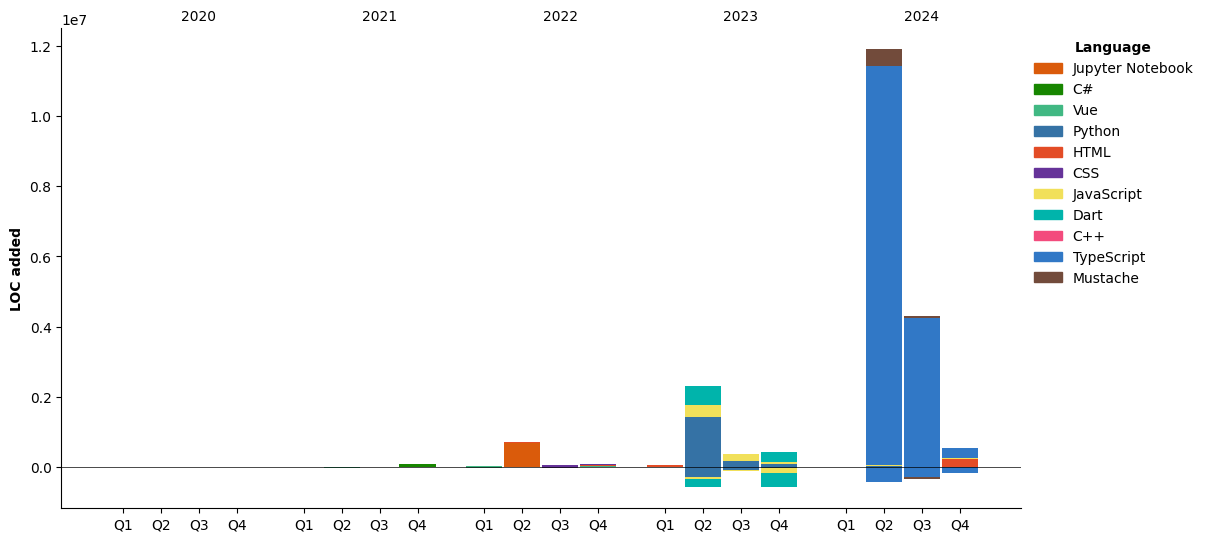 1e7
2020 2021 2022 2023 2024
LOC added
1.2
1.0
0.8
0.6
0.4
0.2
0.0
Q1 Q2 Q3 Q4 Q1 Q2 Q3 Q4 Q1 Q2 Q3 Q4 Q1 Q2 Q3 Q4 Q1 Q2 Q3 Q4
Language
Jupyter Notebook
C#
Vue
Python
HTML
CSS
JavaScript
Dart
C++
TypeScript
Mustache